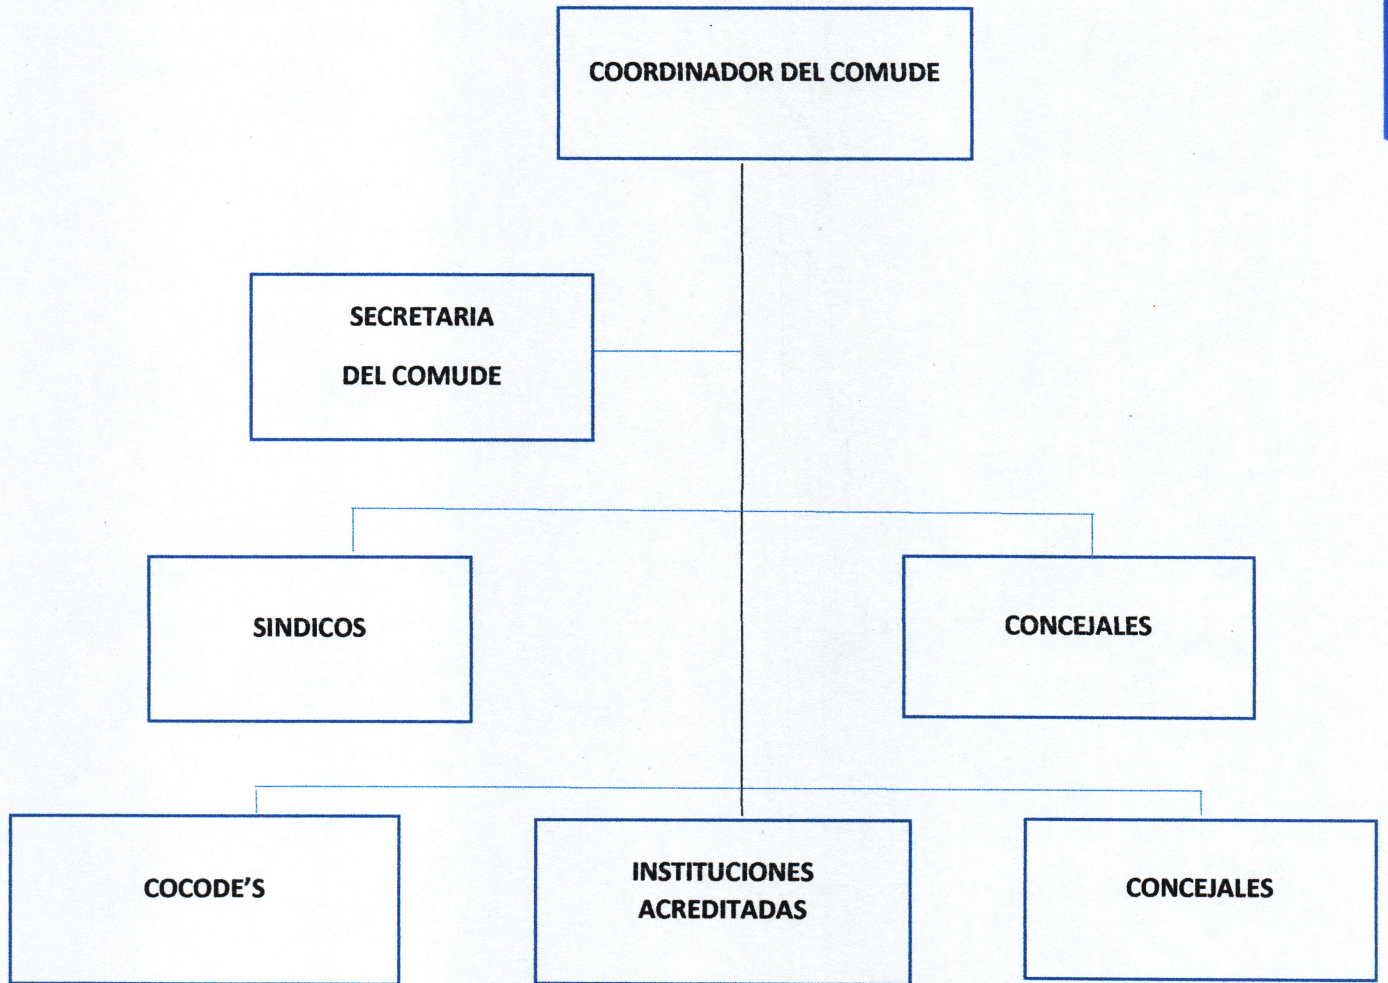 COORDINADOR DEL COMUDE
SECRETARIA
DEL COMUDE
SINDICOS
CONCEJALES
COCODE'S
INSTITUCIONES
ACREDITADAS
CONCEJALES